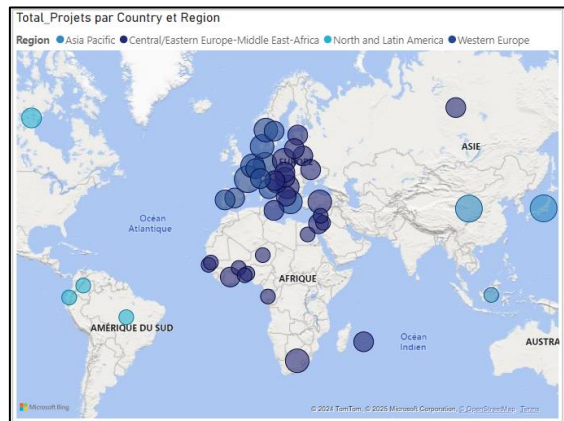 Total_Projets par Country et Region
Region Asia Pacific Central/Eastern Europe-Middle East-Africa North and Latin America Western Europe
ASIE
EUROPE
Océan
Atlantique
AFRIQUE
AMÉRIQUE DU SUD
Océan
Indien
AUSTRA
Microsoft Bing
© 2024 TomTom, © 2025 Microsoft Corporation, © OpenStreetMap Terms